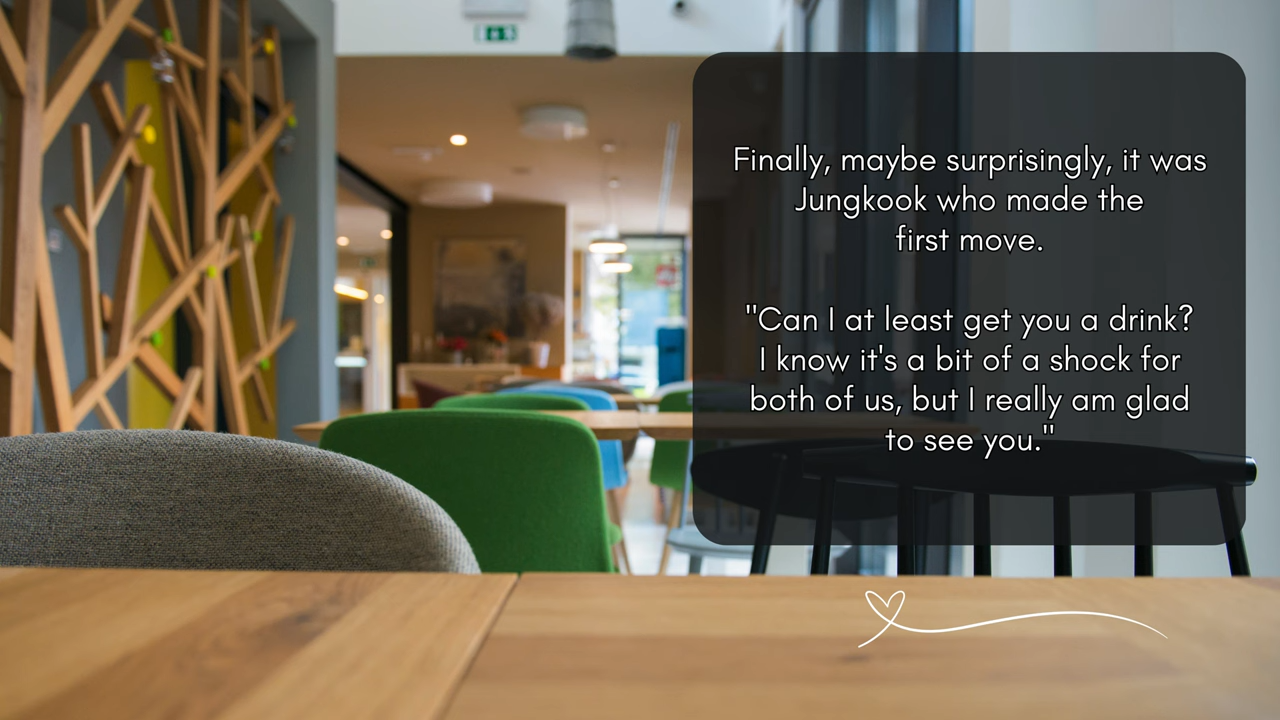 Finally, maybe surprisingly, it was
Jungkook who made the
first move.
"Can I at least get you a drink?
I know it's a bit of a shock for
both of us, but I really am glad
to see you."